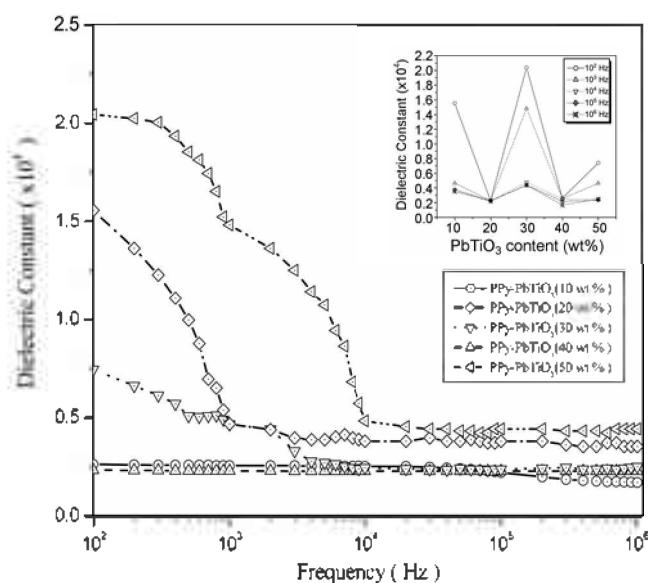 2.5
2.0
1.5
1.0
0.5
0.0
Dielectric Constant ( x10⁴ )
10² 10³ 10⁴ 10⁵ 10⁶
Frequency ( Hz )
2.2
2.0
1.8
1.6
1.4
1.2
1.0
0.8
0.6
0.4
0.2
0.0
Dielectric Constant (x10⁴)
10 20 30 40 50
PbTiO₃ content (wt%)
10² Hz
10³ Hz
10⁴ Hz
10⁵ Hz
10⁶ Hz
PPy-PbTiO₃(10 wt%)
PPy-PbTiO₃(20 wt%)
PPy-PbTiO₃(30 wt%)
PPy-PbTiO₃(40 wt%)
PPy-PbTiO₃(50 wt%)